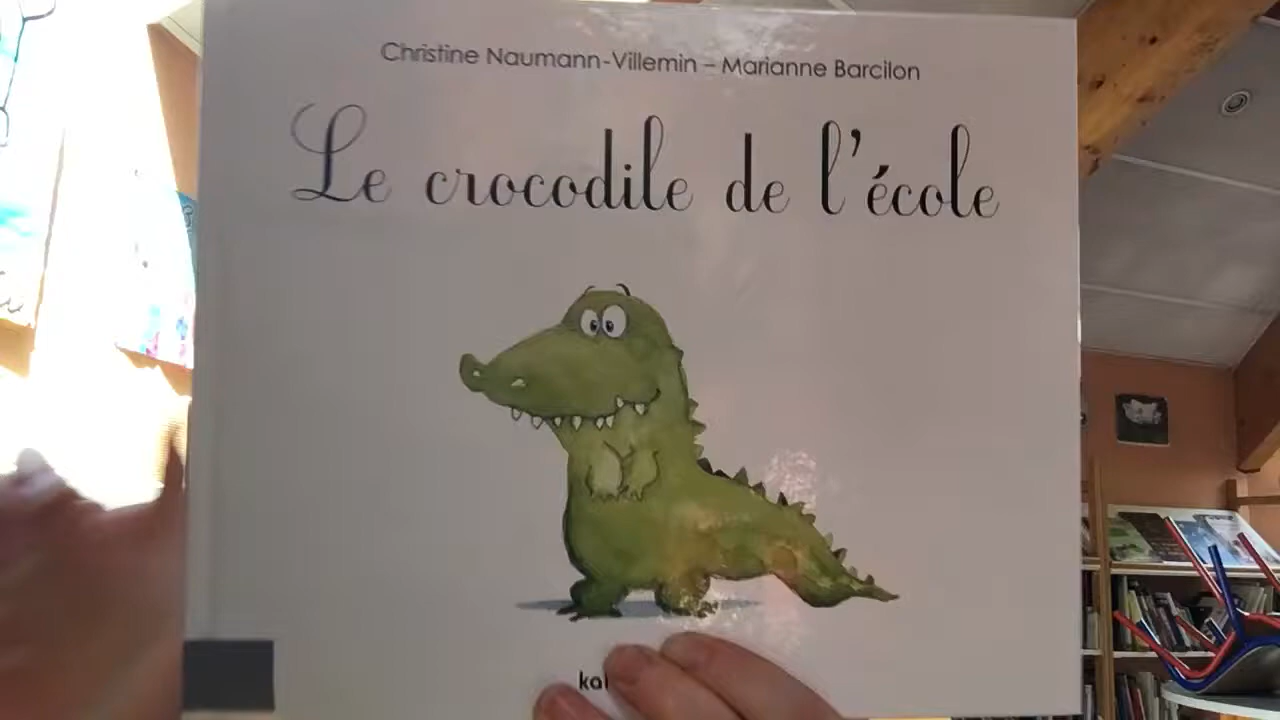 Christine Naumann-Villemin – Marianne Barcilon
Le crocodile de l'école